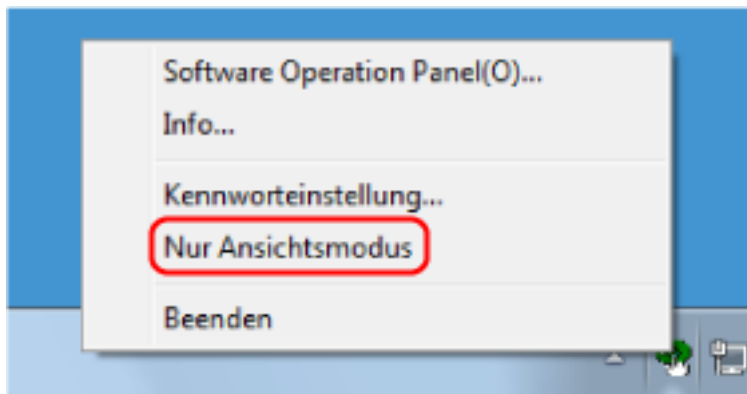 Software Operation Panel(O)...
Info...
Kennworteinstellung...
Nur Ansichtsmodus
Beenden